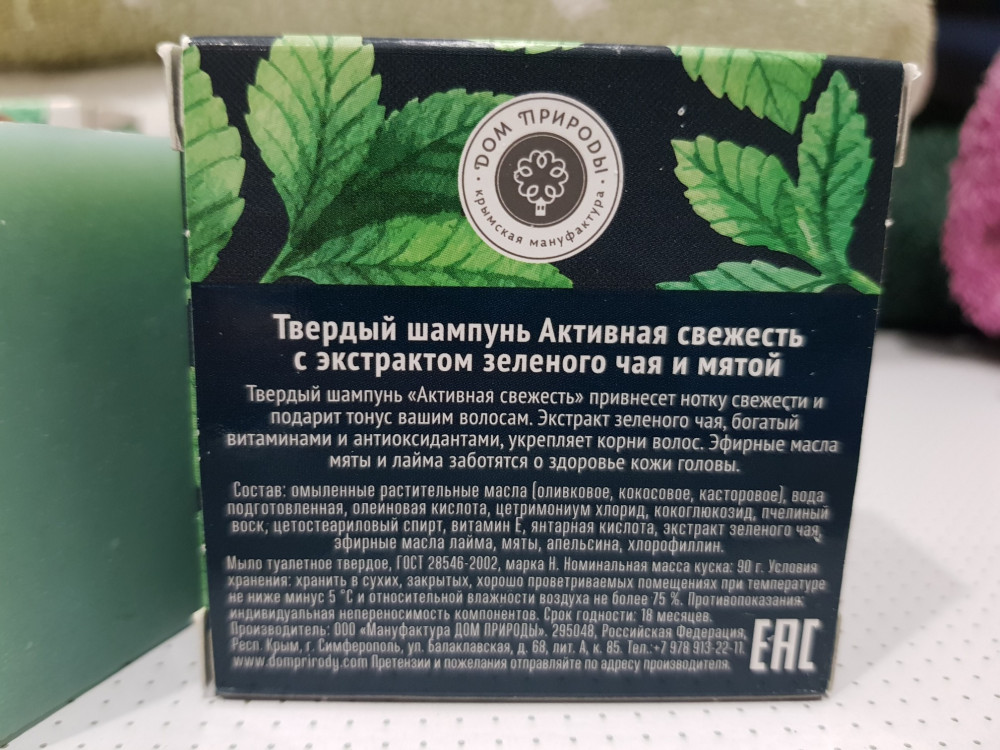 ДОМ ПРИРОДЫ
крымская мануфактура
Твердый шампунь Активная свежесть
с экстрактом зеленого чая и мятой
Твердый шампунь «Активная свежесть» привнесет нотку свежести и
подарит тонус вашим волосам. Экстракт зеленого чая, богатый
витаминами и антиоксидантами, укрепляет корни волос. Эфирные масла
мяты и лайма заботятся о здоровье кожи головы.
Состав: омыленные растительные масла (оливковое, кокосовое, касторовое), вода
подготовленная, олеиновая кислота, цетримониум хлорид, кокоглюкозид, пчелиный
воск, цетостеариловый спирт, витамин Е, янтарная кислота, экстракт зеленого чая,
эфирные масла лайма, мяты, апельсина, хлорофиллин.
Мыло туалетное твердое, ГОСТ 28546-2002, марка Н. Номинальная масса куска: 90 г. Условия
хранения: хранить в сухих, закрытых, хорошо проветриваемых помещениях при температуре
не ниже минус 5 °С и относительной влажности воздуха не более 75 %. Противопоказания:
индивидуальная непереносимость компонентов. Срок годности: 18 месяцев.
Производитель: ООО «Мануфактура ДОМ ПРИРОДЫ». 295048, Российская Федерация,
Респ. Крым, г. Симферополь, ул. Балаклавская, д. 68, лит. А, к. 85. Тел.:+7 978 913-22-11.
www.domprirody.com Претензии и пожелания отправляйте по адресу производителя.
EAC